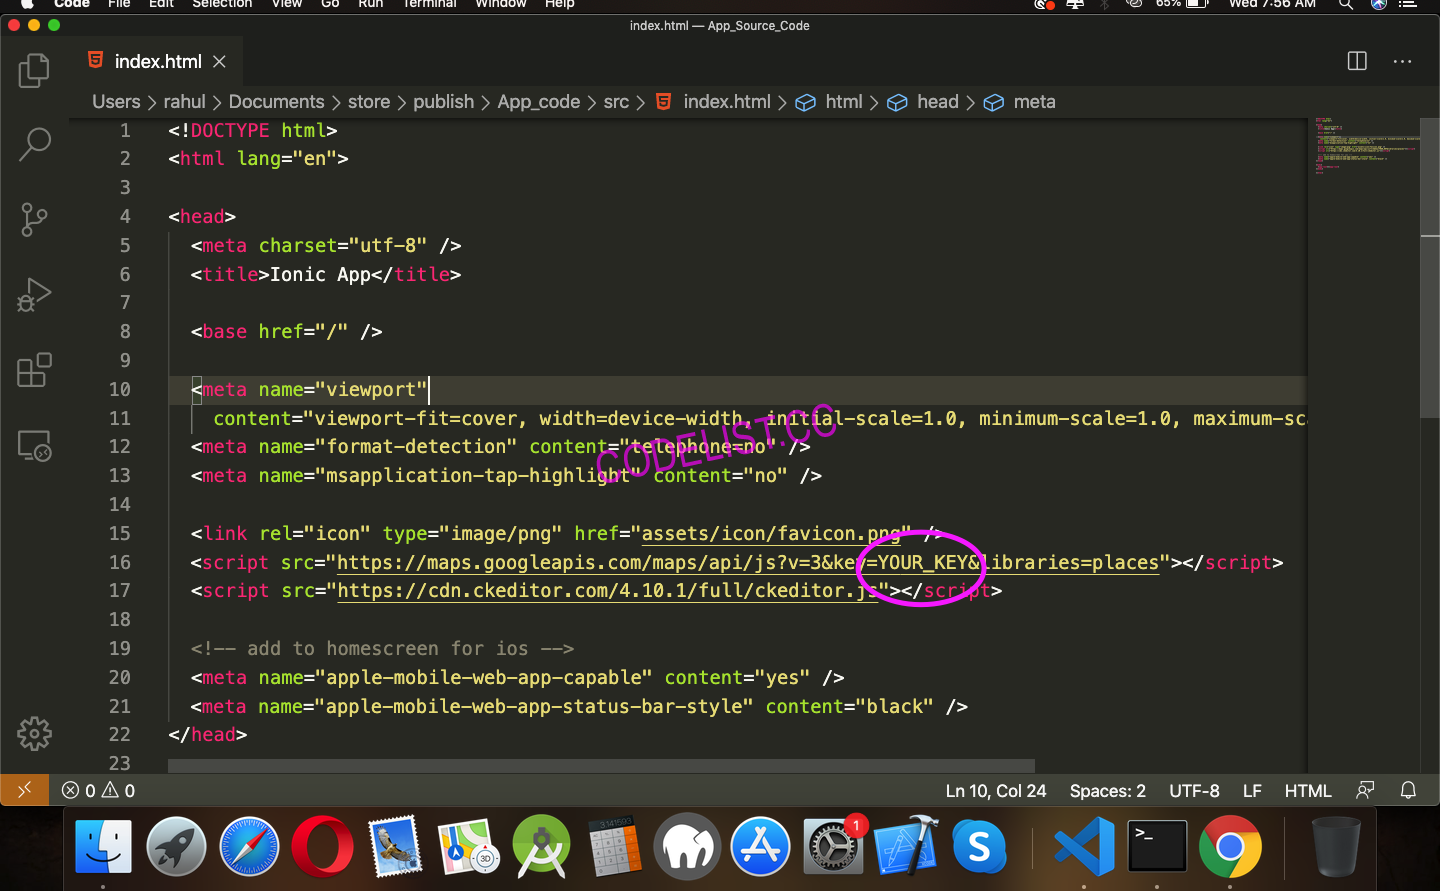 Code File Edit Selection View Go Run Terminal Window Help 65% Wed 7:56 AM
index.html — App_Source_Code
index.html
Users rahul Documents store publish App_code src index.html html head meta
1 <!DOCTYPE html>
2 <html lang="en">
3
4 <head>
5 <meta charset="utf-8" />
6 <title>Ionic App</title>
7
8 <base href="/" />
9
10 <meta name="viewport"
11 content="viewport-fit=cover, width=device-width, initial-scale=1.0, minimum-scale=1.0, maximum-sca
12 <meta name="format-detection" content="telephone=no" />
CODELIST.CC
13 <meta name="msapplication-tap-highlight" content="no" />
14
15 <link rel="icon" type="image/png" href="assets/icon/favicon.png" />
16 <script src="https://maps.googleapis.com/maps/api/js?v=3&key=YOUR_KEY&libraries=places"></script>
17 <script src="https://cdn.ckeditor.com/4.10.1/full/ckeditor.js"></script>
18
19 <!-- add to homescreen for ios -->
20 <meta name="apple-mobile-web-app-capable" content="yes" />
21 <meta name="apple-mobile-web-app-status-bar-style" content="black" />
22 </head>
23
0 0 Ln 10, Col 24 Spaces: 2 UTF-8 LF HTML
3.141593
3D
1
S
>_